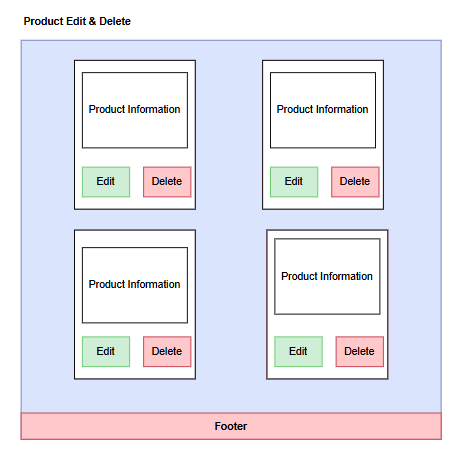 Product Edit & Delete
Product Information
Product Information
Edit
Delete
Edit
Delete
Product Information
Product Information
Edit
Delete
Edit
Delete
Footer